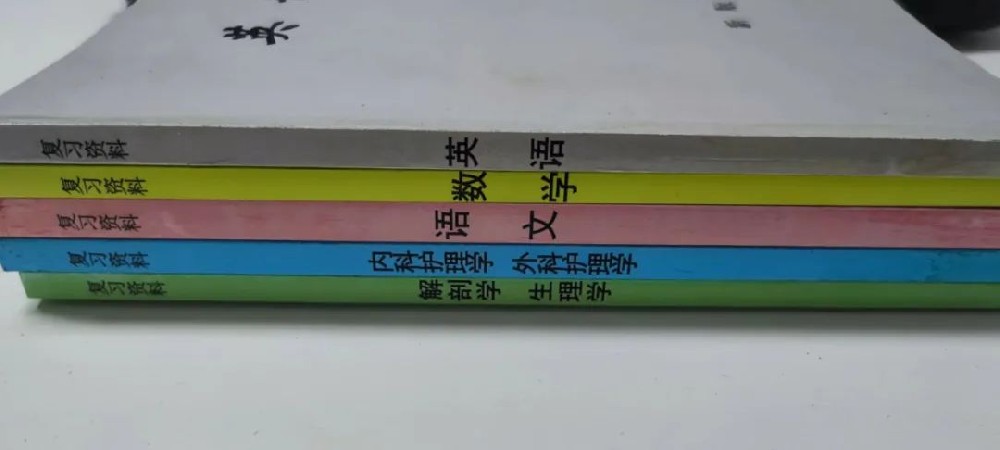 英
复习资料 英 语
复习资料 数 学
复习资料 语 文
复习资料 内科护理学 外科护理学
复习资料 解剖学 生理学